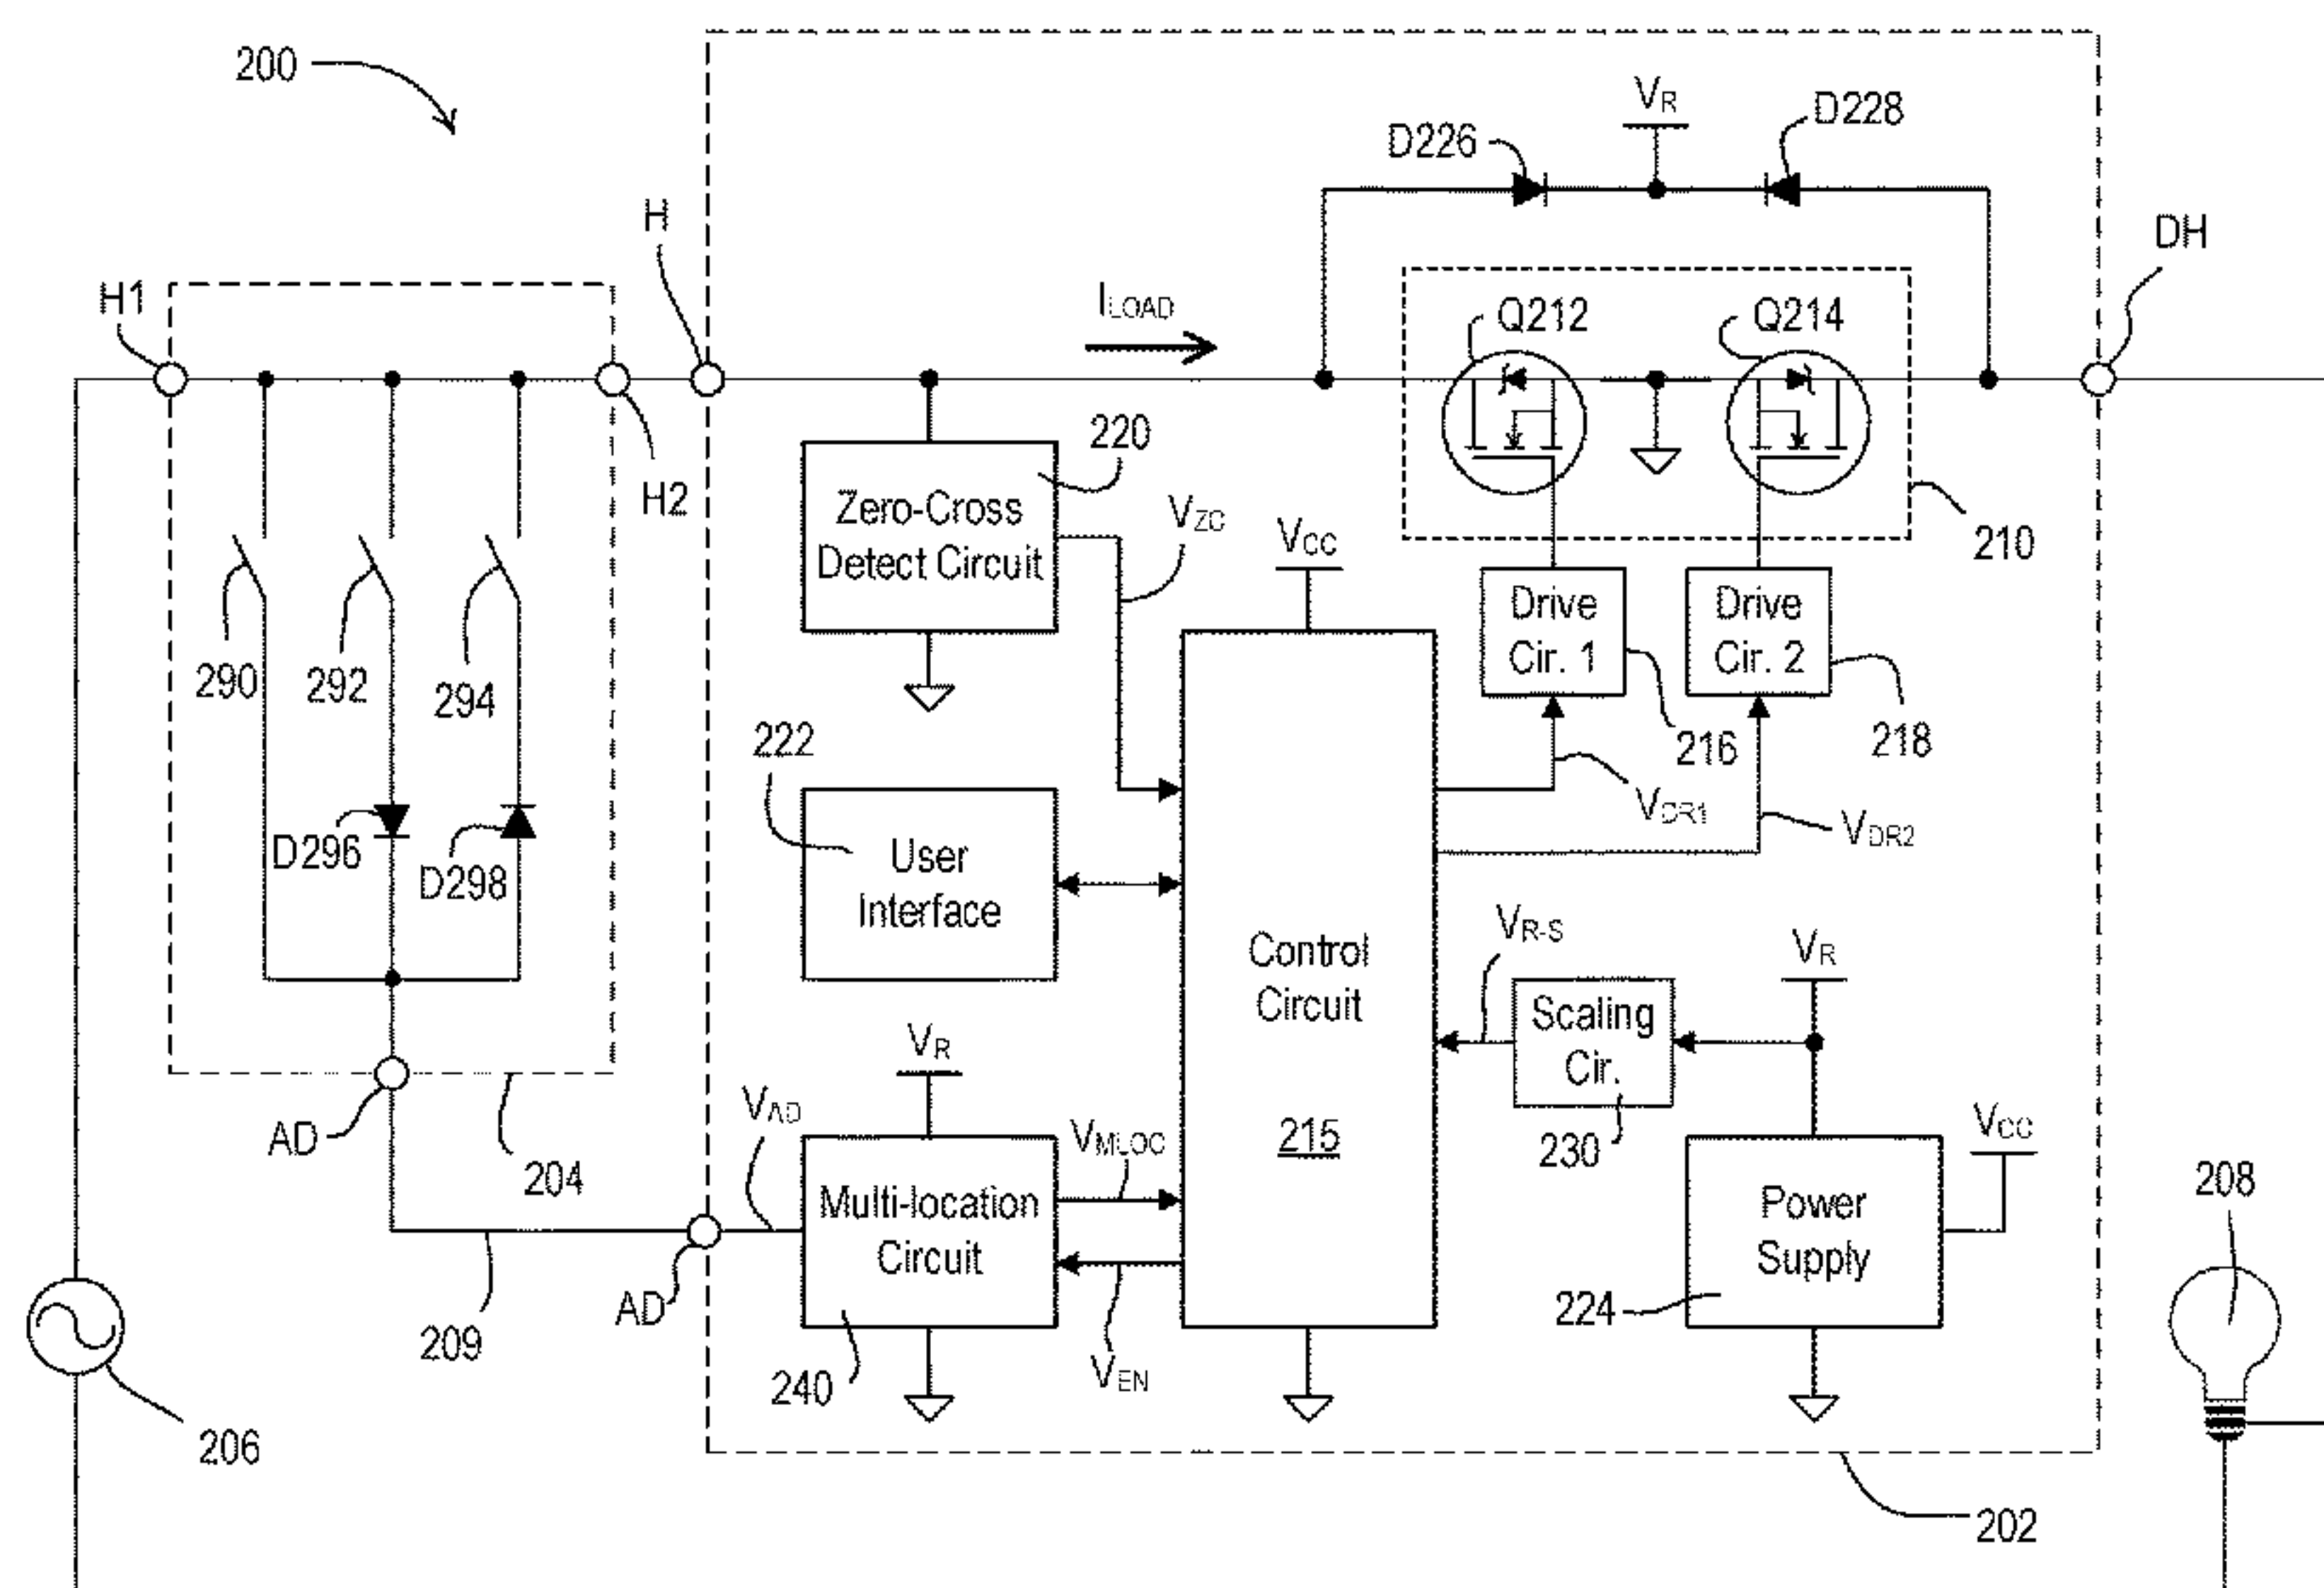 200
VR
D226
D228
H
DH
H1
ILOAD
Q212
Q214
H2
220
Zero-Cross
Detect Circuit
VZC
VCC
210
Drive
Cir. 1
Drive
Cir. 2
290
292
294
216
218
222
VDR1
VDR2
D296
D298
User
Interface
Control
Circuit
215
VR-S
VR
Scaling
Cir.
230
VR
VAD
VMLOC
VCC
AD
204
208
Multi-location
Circuit
Power
Supply
209
AD
240
VEN
224
206
202